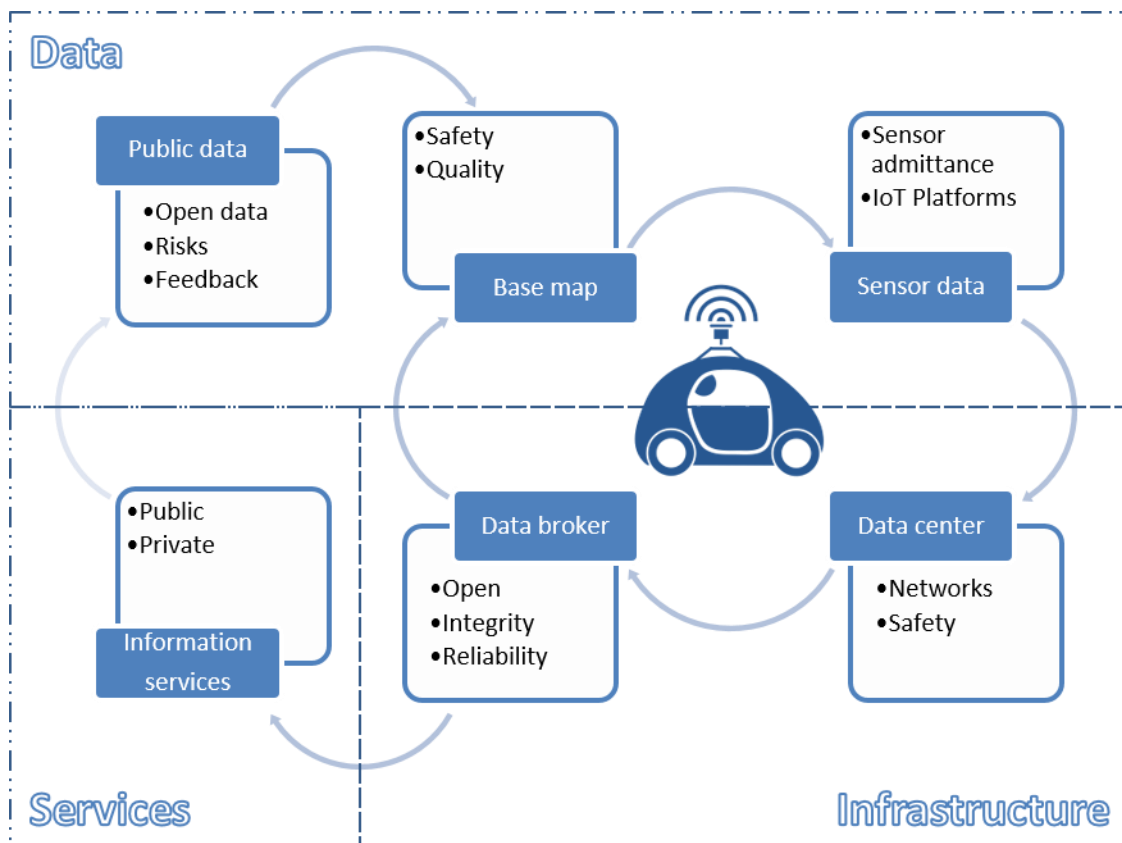 Data
Public data
•Open data
•Risks
•Feedback
•Safety
•Quality
Base map
•Sensor
admittance
•IoT Platforms
Sensor data
•Public
•Private
Information
services
Data broker
•Open
•Integrity
•Reliability
Data center
•Networks
•Safety
Services
Infrastructure